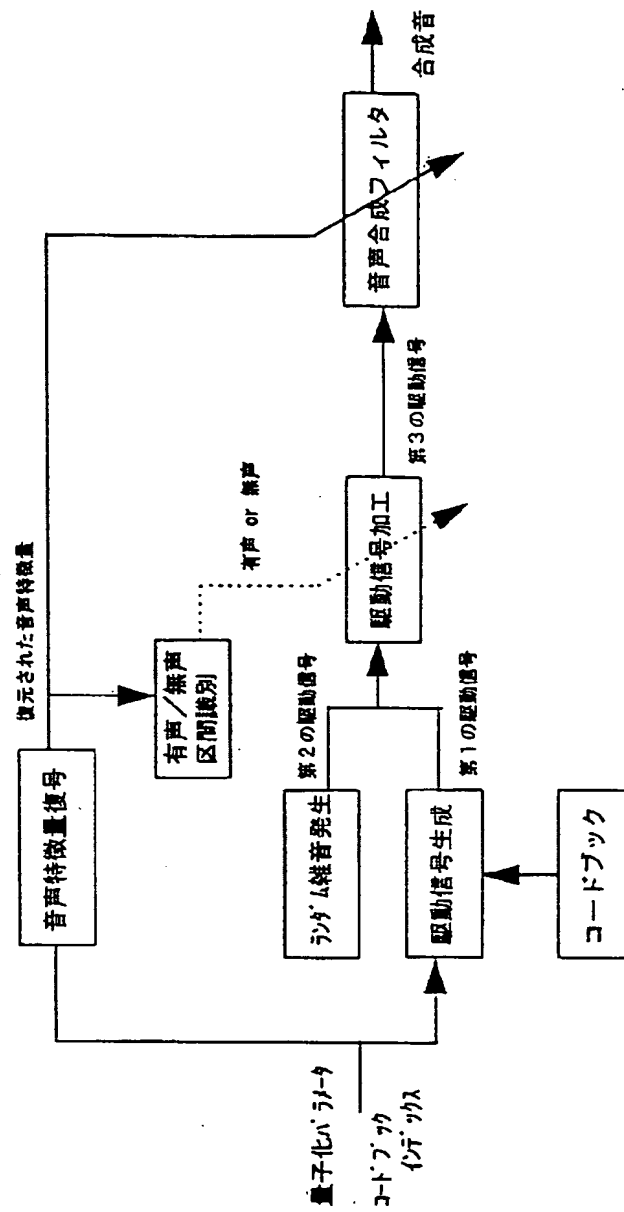 復元された音声特徴量
音声特徴量復号
有声/無声
区間識別
有声 or 無声
音声合成フィルタ
合成音
第3の駆動信号
駆動信号加工
第2の駆動信号
ランダム雑音発生
第1の駆動信号
駆動信号生成
コードブック
量子化パラメータ
コードブック
インデックス